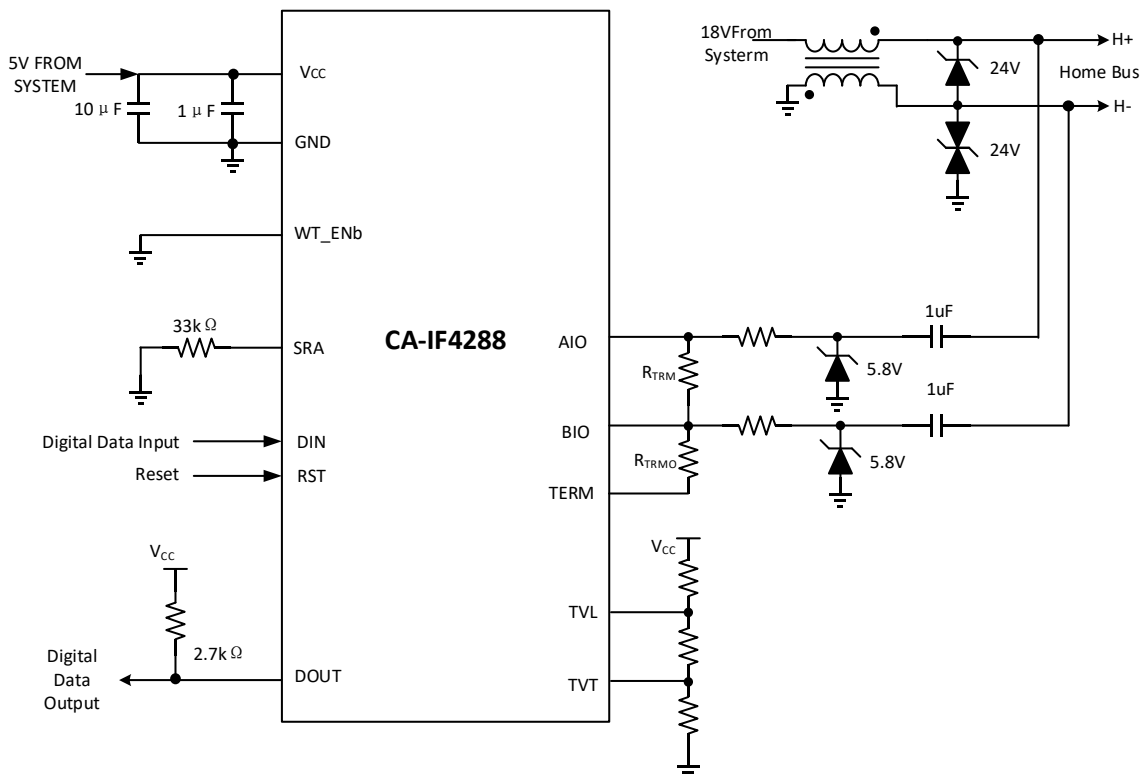 18VFrom
Systerm
H+
5V FROM
SYSTEM
VCC
24V
Home Bus
10 μF
1 μF
H-
GND
24V
WT_ENb
33k Ω
SRA
CA-IF4288
AIO
1uF
RTRM
5.8V
1uF
BIO
Digital Data Input
DIN
RTRMO
5.8V
Reset
RST
TERM
VCC
VCC
TVL
2.7k Ω
Digital
Data
Output
DOUT
TVT